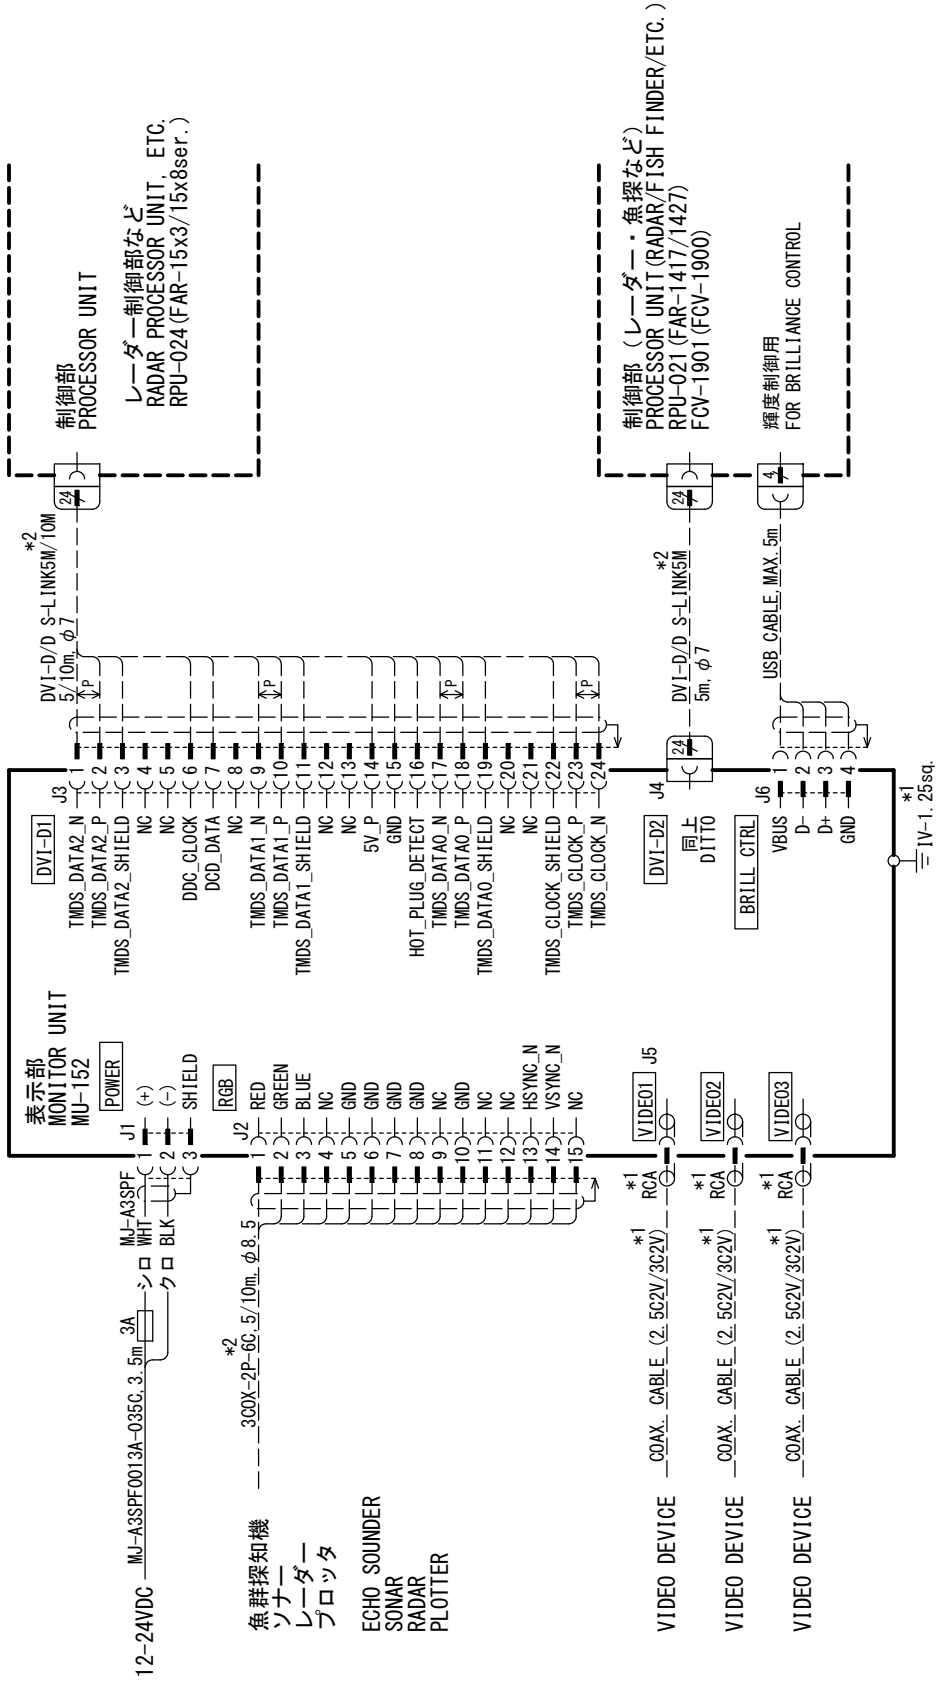 表示部
MONITOR UNIT
MU-152
12-24VDC
MJ-A3SPF0013A-035C, 3.5m
3A
シロ WHT
クロ BLK
MJ-A3SPF
POWER
J1
1 (+)
2 (-)
3 SHIELD
魚群探知機
ソナー
レーダー
プロッタ
ECHO SOUNDER
SONAR
RADAR
PLOTTER
*2
3COX-2P-6C, 5/10m, φ8.5
RGB
J2
1 RED
2 GREEN
3 BLUE
4 NC
5 GND
6 GND
7 GND
8 GND
9 NC
10 GND
11 NC
12 NC
13 HSYNC_N
14 VSYNC_N
15 NC
VIDEO DEVICE
COAX. CABLE (2.5C2V/3C2V)
*1
*1
RCA
VIDEO1
J5
VIDEO DEVICE
COAX. CABLE (2.5C2V/3C2V)
*1
*1
RCA
VIDEO2
VIDEO DEVICE
COAX. CABLE (2.5C2V/3C2V)
*1
*1
RCA
VIDEO3
DVI-D1
J3
TMDS_DATA2_N 1
TMDS_DATA2_P 2
TMDS_DATA2_SHIELD 3
NC 4
NC 5
DDC_CLOCK 6
DCD_DATA 7
NC 8
TMDS_DATA1_N 9
TMDS_DATA1_P 10
TMDS_DATA1_SHIELD 11
NC 12
NC 13
5V_P 14
GND 15
HOT_PLUG_DETECT 16
TMDS_DATA0_N 17
TMDS_DATA0_P 18
TMDS_DATA0_SHIELD 19
NC 20
NC 21
TMDS_CLOCK_SHIELD 22
TMDS_CLOCK_P 23
TMDS_CLOCK_N 24
P
P
P
P
*2
DVI-D/D S-LINK5M/10M
5/10m, φ7
24
制御部
PROCESSOR UNIT
レーダー制御部など
RADAR PROCESSOR UNIT, ETC.
RPU-024(FAR-15x3/15x8ser.)
DVI-D2
J4
同上
DITTO
24
*2
DVI-D/D S-LINK5M
5m, φ7
24
制御部(レーダー・魚探など)
PROCESSOR UNIT(RADAR/FISH FINDER/ETC.)
RPU-021(FAR-1417/1427)
FCV-1901(FCV-1900)
BRILL CTRL
J6
VBUS 1
D- 2
D+ 3
GND 4
USB CABLE, MAX. 5m
4
輝度制御用
FOR BRILLIANCE CONTROL
*1
IV-1.25sq.